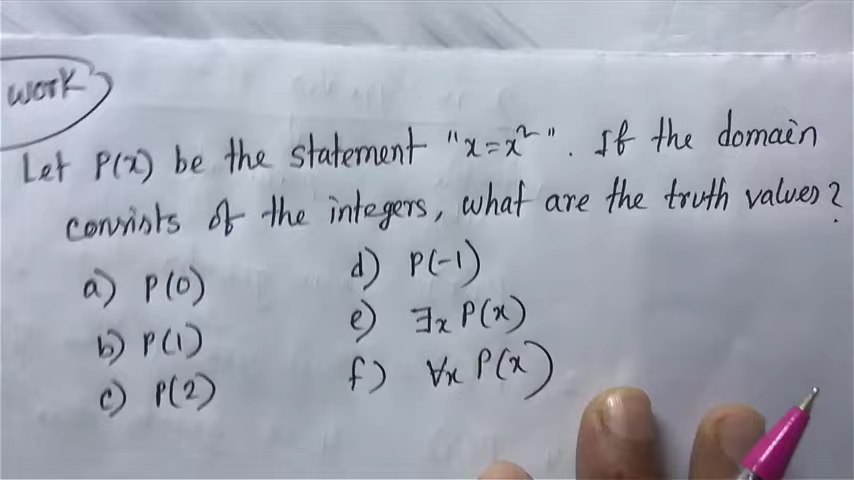 work
Let P(x) be the statement "x=x²". If the domain
consists of the integers, what are the truth values?
a) P(0)
b) P(1)
c) P(2)
d) P(-1)
e) ∃x P(x)
f) ∀x P(x)